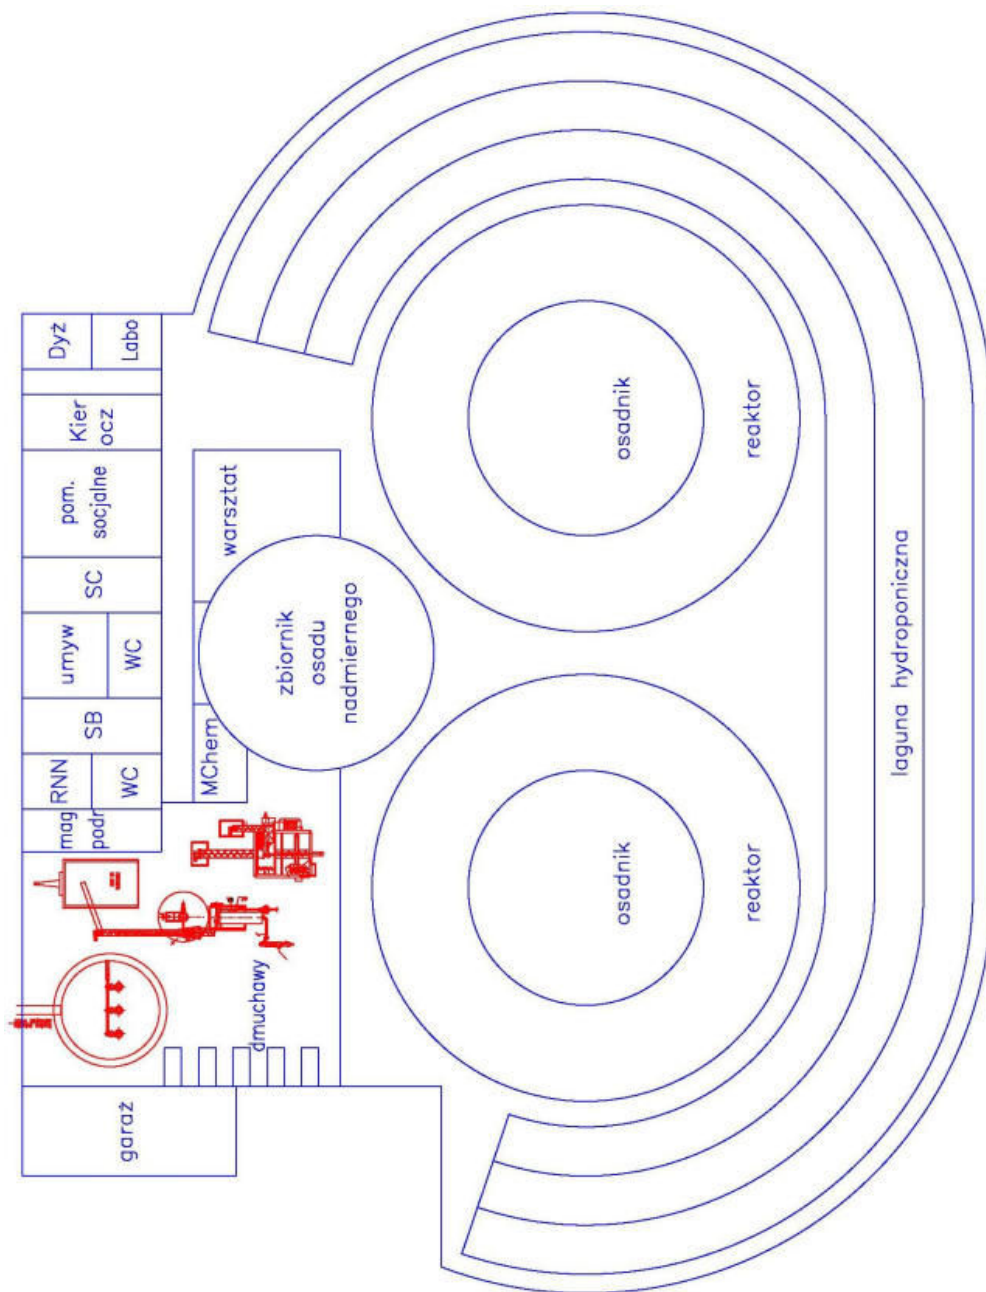 Dyż
Labo
Kier
ocz
pom.
socjalne
SC
umyw
WC
SB
RNN
WC
mag
podr
warsztat
zbiornik
osadu
nadmiernego
MChem
dmuchawy
garaż
osadnik
reaktor
osadnik
reaktor
laguna hydroponiczna